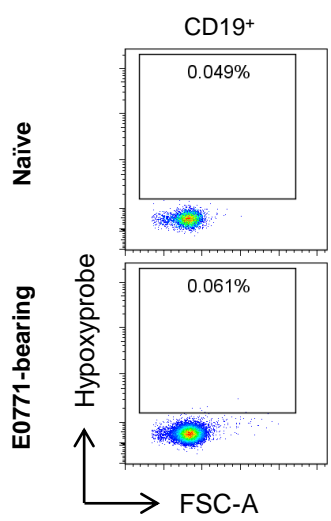 CD19⁺
0.049%
Naïve
0.061%
E0771-bearing
Hypoxyprobe
FSC-A